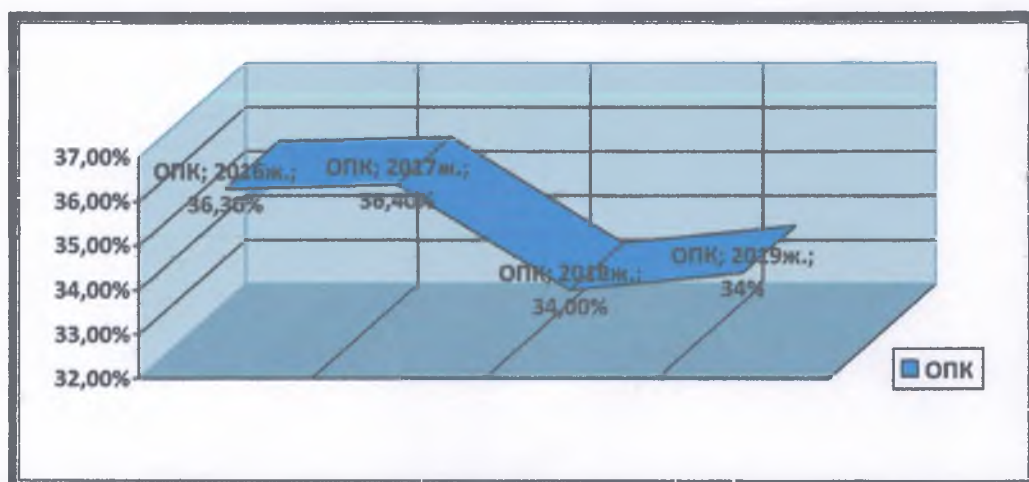 37,00%
36,00%
35,00%
34,00%
33,00%
32,00%
ОПК; 2016ж.;
36,30%
ОПК; 2017ж.;
36,40%
ОПК; 2018ж.;
34,00%
ОПК; 2019ж.;
34%
ОПК